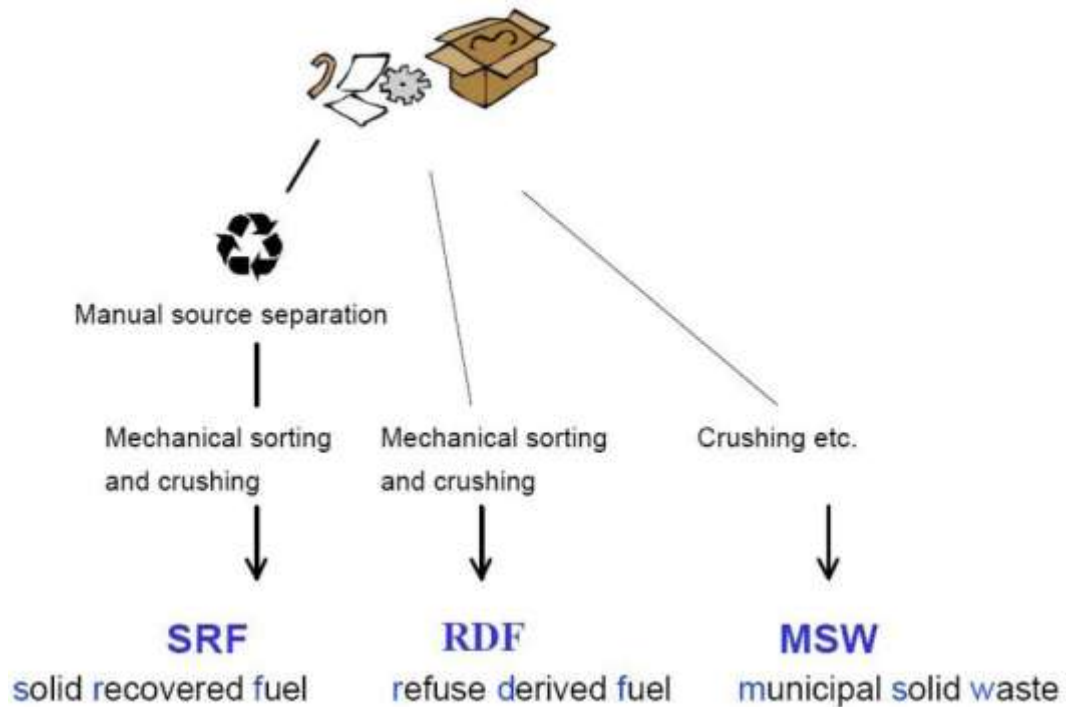 Manual source separation
Mechanical sorting
and crushing
Mechanical sorting
and crushing
Crushing etc.
SRF
solid recovered fuel
RDF
refuse derived fuel
MSW
municipal solid waste